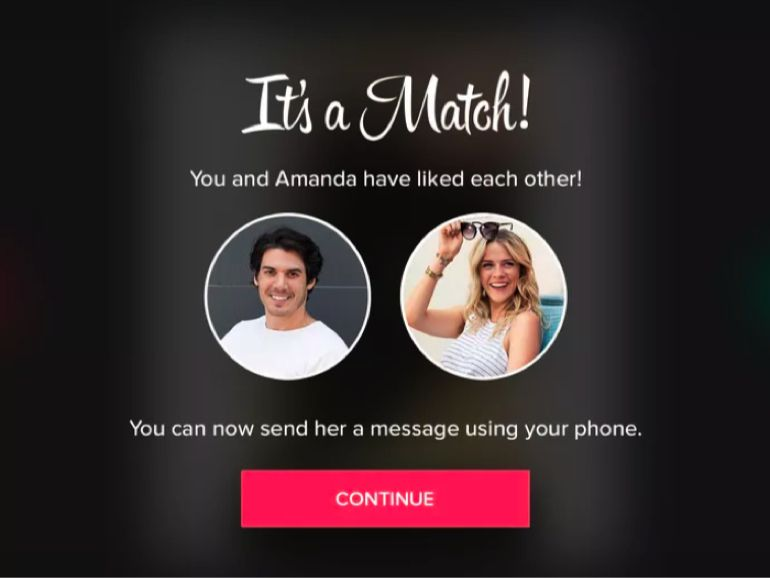 It's a Match!
You and Amanda have liked each other!
You can now send her a message using your phone.
CONTINUE